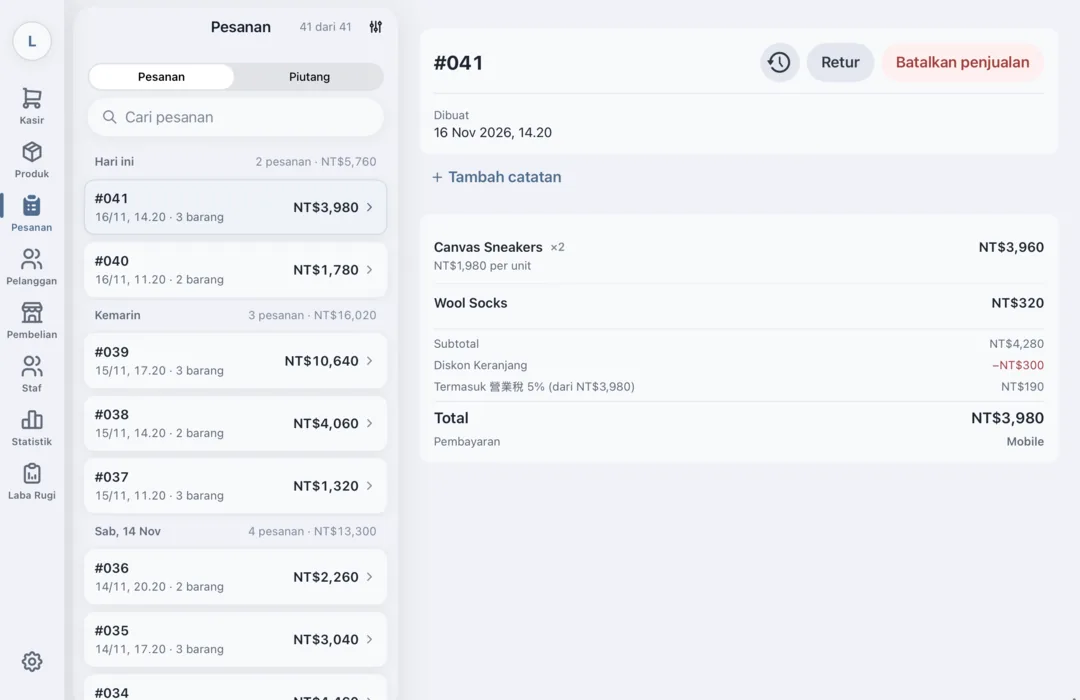 L
Kasir
Produk
Pesanan
Pelanggan
Pembelian
Staf
Statistik
Laba Rugi
Pesanan
41 dari 41
Pesanan
Piutang
Cari pesanan
Hari ini
2 pesanan · NT$5,760
#041
16/11, 14.20 · 3 barang
NT$3,980
#040
16/11, 11.20 · 2 barang
NT$1,780
Kemarin
3 pesanan · NT$16,020
#039
15/11, 17.20 · 3 barang
NT$10,640
#038
15/11, 14.20 · 2 barang
NT$4,060
#037
15/11, 11.20 · 3 barang
NT$1,320
Sab, 14 Nov
4 pesanan · NT$13,300
#036
14/11, 20.20 · 2 barang
NT$2,260
#035
14/11, 17.20 · 3 barang
NT$3,040
#034
#041
Retur
Batalkan penjualan
Dibuat
16 Nov 2026, 14.20
+ Tambah catatan
Canvas Sneakers ×2
NT$3,960
NT$1,980 per unit
Wool Socks
NT$320
Subtotal
NT$4,280
Diskon Keranjang
−NT$300
Termasuk 營業稅 5% (dari NT$3,980)
NT$190
Total
NT$3,980
Pembayaran
Mobile